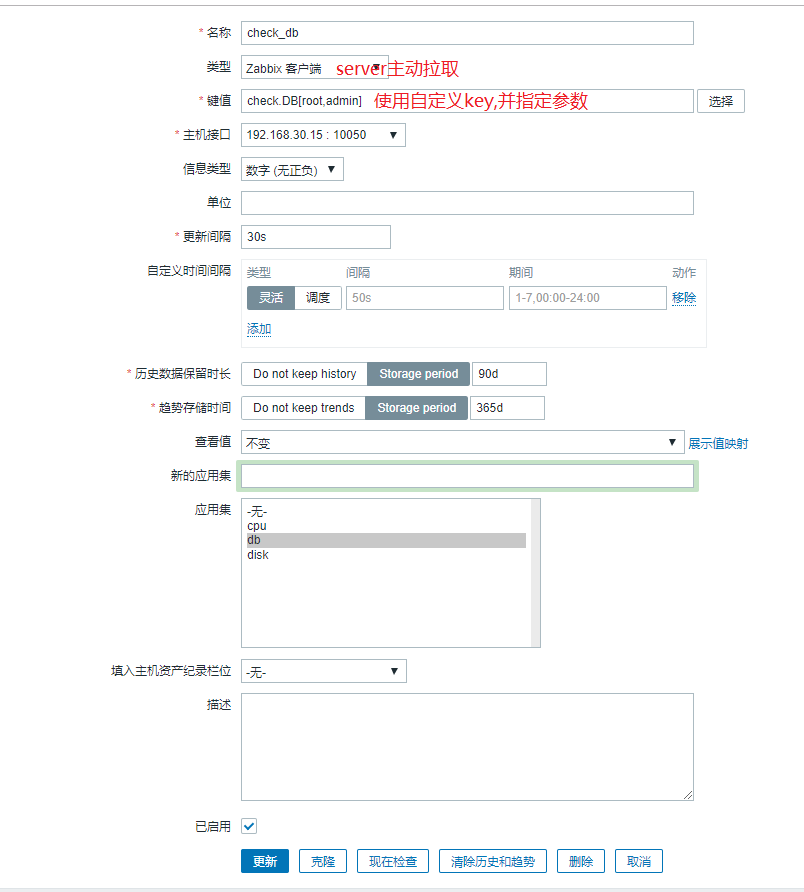 * 名称 check_db
类型 Zabbix 客户端 server主动拉取
* 键值 check.DB[root,admin] 使用自定义key,并指定参数 选择
* 主机接口 192.168.30.15 : 10050
信息类型 数字 (无正负)
单位
* 更新间隔 30s
自定义时间间隔 类型 间隔 期间 动作
灵活 调度 50s 1-7,00:00-24:00 移除
添加
* 历史数据保留时长 Do not keep history Storage period 90d
* 趋势存储时间 Do not keep trends Storage period 365d
查看值 不变 展示值映射
新的应用集
应用集 -无-
cpu
db
disk
填入主机资产纪录栏位 -无-
描述
已启用
更新 克隆 现在检查 清除历史和趋势 删除 取消